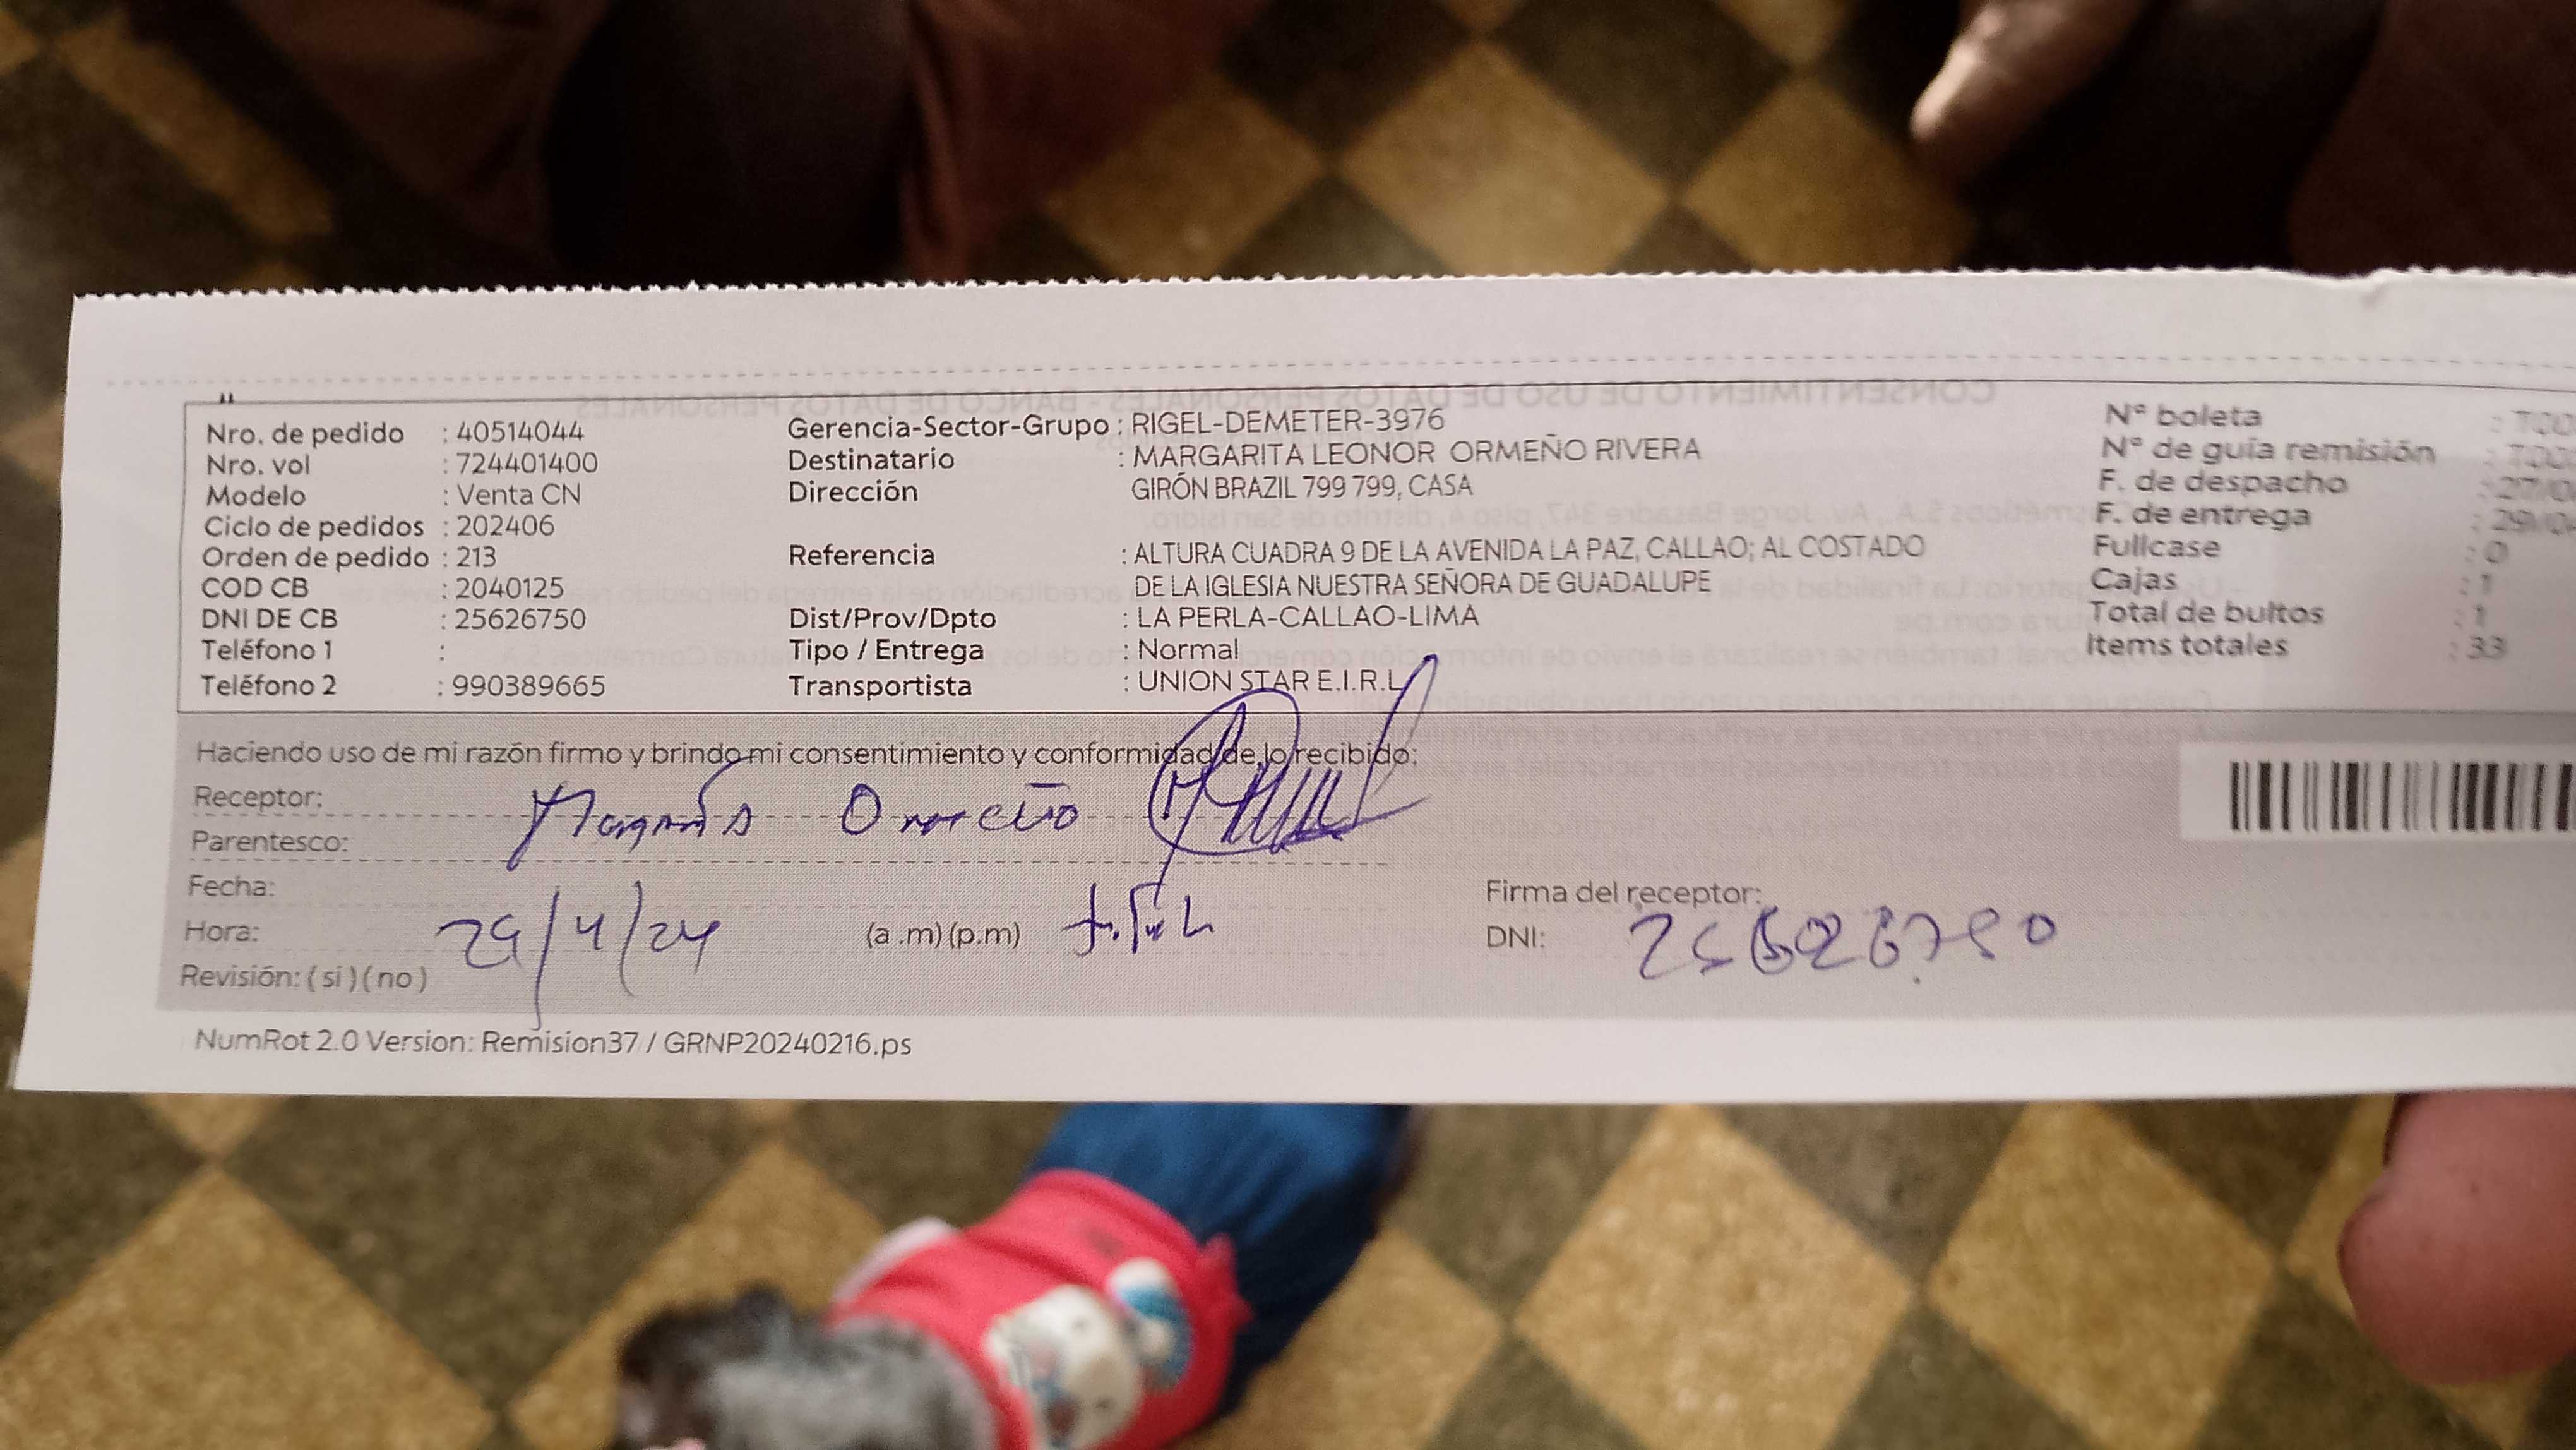 Nro. de pedido : 40514044
Nro. vol : 724401400
Modelo : Venta CN
Ciclo de pedidos : 202406
Orden de pedido : 213
COD CB : 2040125
DNI DE CB : 25626750
Teléfono 1 :
Teléfono 2 : 990389665
Gerencia-Sector-Grupo : RIGEL-DEMETER-3976
Destinatario : MARGARITA LEONOR ORMEÑO RIVERA
Dirección GIRÓN BRAZIL 799 799, CASA
Referencia : ALTURA CUADRA 9 DE LA AVENIDA LA PAZ, CALLAO; AL COSTADO
DE LA IGLESIA NUESTRA SEÑORA DE GUADALUPE
Dist/Prov/Dpto : LA PERLA-CALLAO-LIMA
Tipo / Entrega : Normal
Transportista : UNION STAR E.I.R.L
Nº boleta
Nº de guía remisión
F. de despacho
F. de entrega
Fullcase : 0
Cajas : 1
Total de bultos : 1
Items totales : 33
Haciendo uso de mi razón firmo y brindo mi consentimiento y conformidad de lo recibido:
Receptor: Ormeño
Parentesco:
Fecha: 29/4/24
Hora: (a .m) (p.m)
Revisión: ( si ) ( no )
Firma del receptor:
DNI: 25626750
NumRot 2.0 Version: Remision37 / GRNP20240216.ps